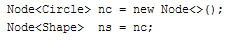 Node<Circle> nc = new Node<>();
Node<Shape>  ns = nc;